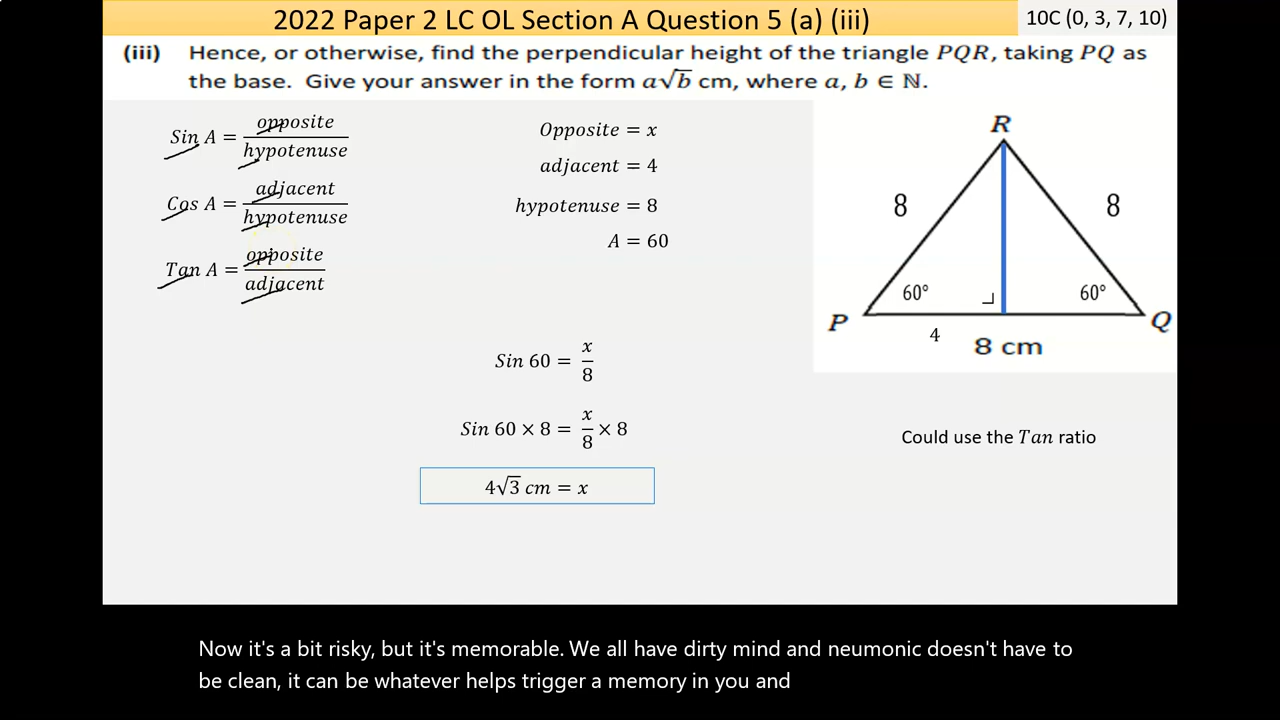 2022 Paper 2 LC OL Section A Question 5 (a) (iii)
10C (0, 3, 7, 10)
(iii) Hence, or otherwise, find the perpendicular height of the triangle PQR, taking PQ as
the base. Give your answer in the form a√b cm, where a, b ∈ ℕ.
Sin A = opposite/hypotenuse
Cos A = adjacent/hypotenuse
Tan A = opposite/adjacent
Opposite = x
adjacent = 4
hypotenuse = 8
A = 60
Sin 60 = x/8
Sin 60 × 8 = x/8 × 8
4√3 cm = x
R
8
8
60°
60°
P
Q
4
8 cm
Could use the Tan ratio
Now it's a bit risky, but it's memorable. We all have dirty mind and neumonic doesn't have to
be clean, it can be whatever helps trigger a memory in you and